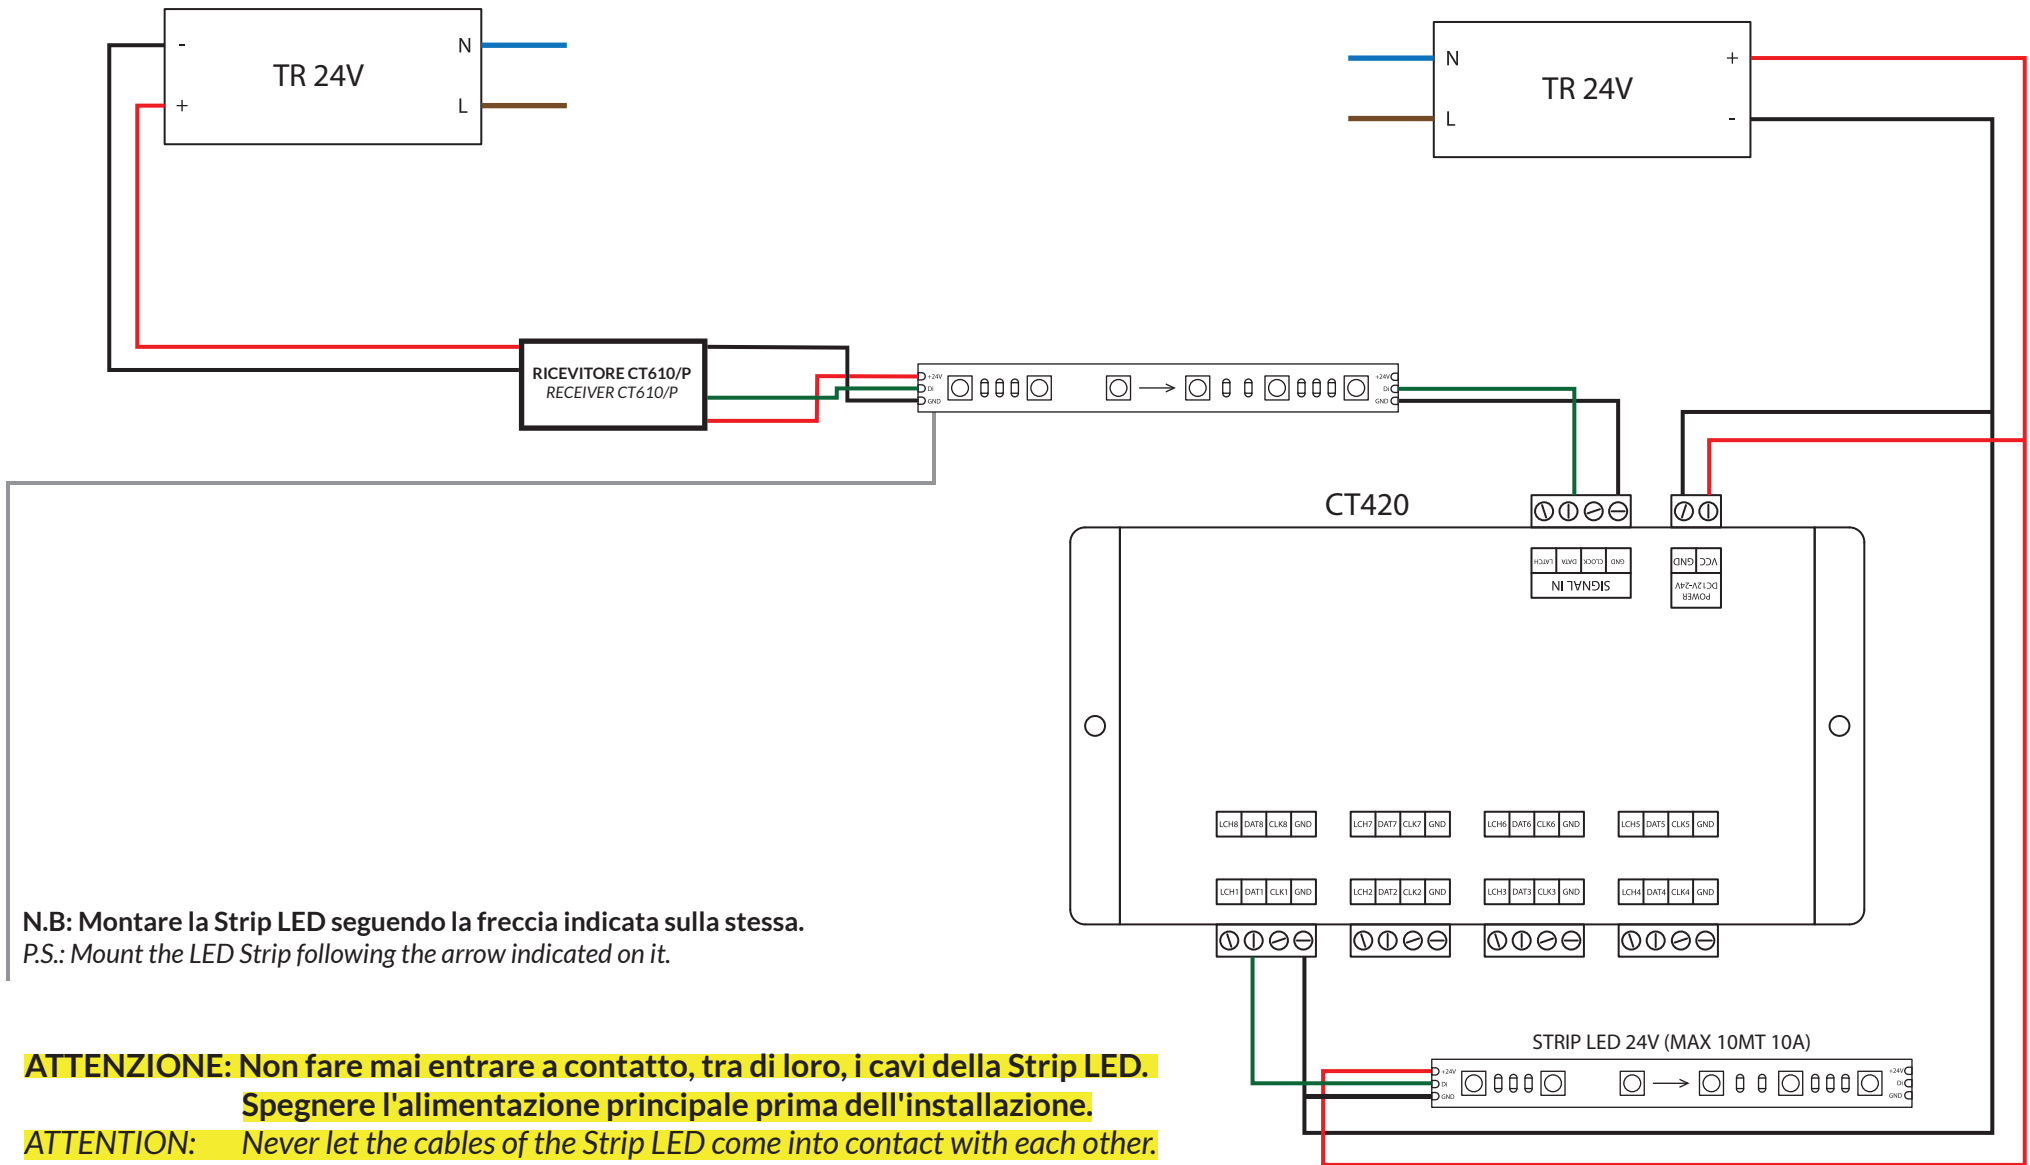 - N
TR 24V
+ L
N +
TR 24V
L -
RICEVITORE CT610/P
RECEIVER CT610/P
+24V
Di
GND
+24V
Di
GND
CT420
LATCH DATA CLOCK GND
SIGNAL IN
GND VCC
POWER
DC12V-24V
LCH8 DAT8 CLK8 GND LCH7 DAT7 CLK7 GND LCH6 DAT6 CLK6 GND LCH5 DAT5 CLK5 GND
LCH1 DAT1 CLK1 GND LCH2 DAT2 CLK2 GND LCH3 DAT3 CLK3 GND LCH4 DAT4 CLK4 GND
N.B: Montare la Strip LED seguendo la freccia indicata sulla stessa.
P.S.: Mount the LED Strip following the arrow indicated on it.
STRIP LED 24V (MAX 10MT 10A)
+24V
DI
GND
+24V
DI
GND
ATTENZIONE: Non fare mai entrare a contatto, tra di loro, i cavi della Strip LED.
Spegnere l'alimentazione principale prima dell'installazione.
ATTENTION: Never let the cables of the Strip LED come into contact with each other.